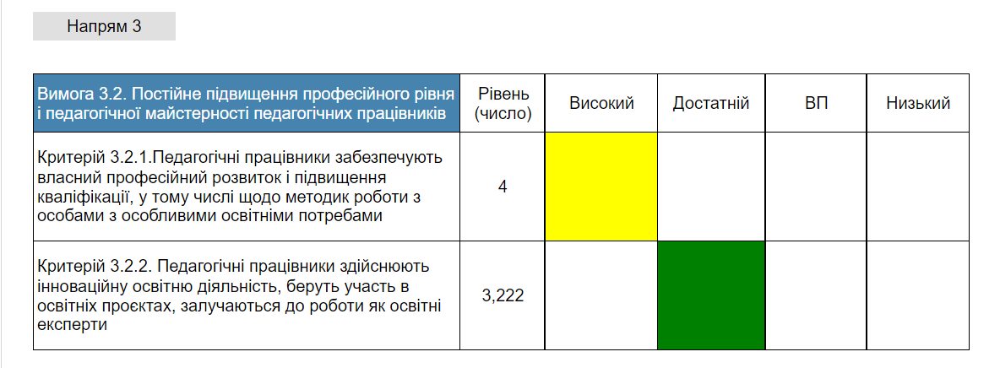 Напрям 3
Вимога 3.2. Постійне підвищення професійного рівня
і педагогічної майстерності педагогічних працівників
Рівень
(число)
Високий
Достатній
ВП
Низький
Критерій 3.2.1.Педагогічні працівники забезпечують
власний професійний розвиток і підвищення
кваліфікації, у тому числі щодо методик роботи з
особами з особливими освітніми потребами
4
Критерій 3.2.2. Педагогічні працівники здійснюють
інноваційну освітню діяльність, беруть участь в
освітніх проєктах, залучаються до роботи як освітні
експерти
3,222